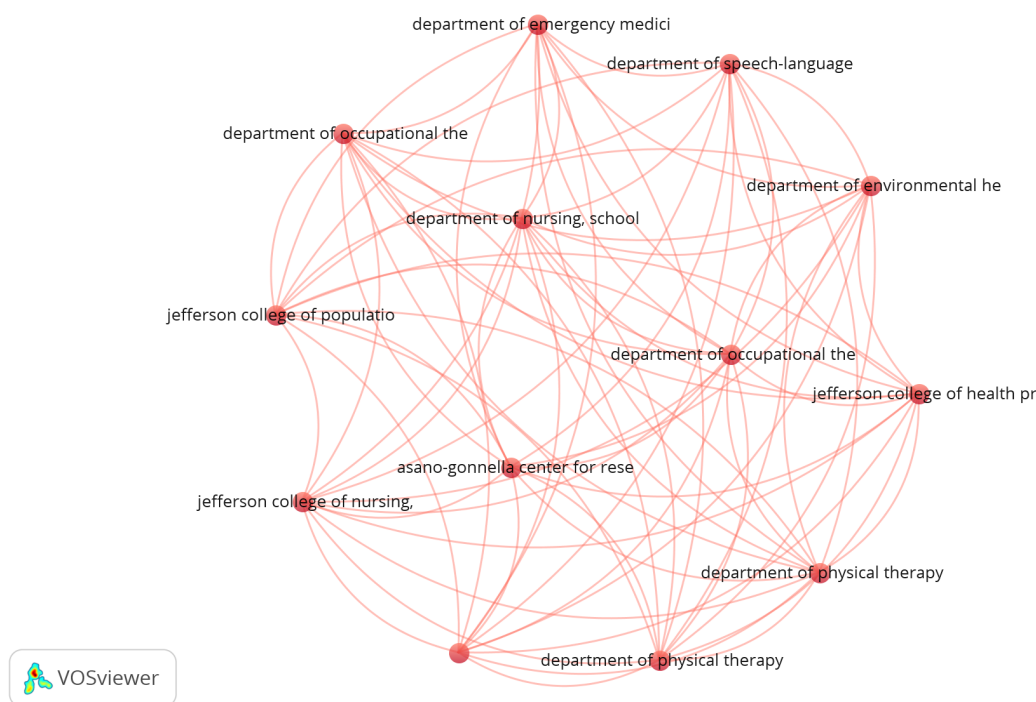 department of emergency medici
department of speech-language
department of occupational the
department of environmental he
department of nursing, school
jefferson college of populatio
department of occupational the
jefferson college of health pr
asano-gonnella center for rese
jefferson college of nursing,
department of physical therapy
department of physical therapy
VOSviewer